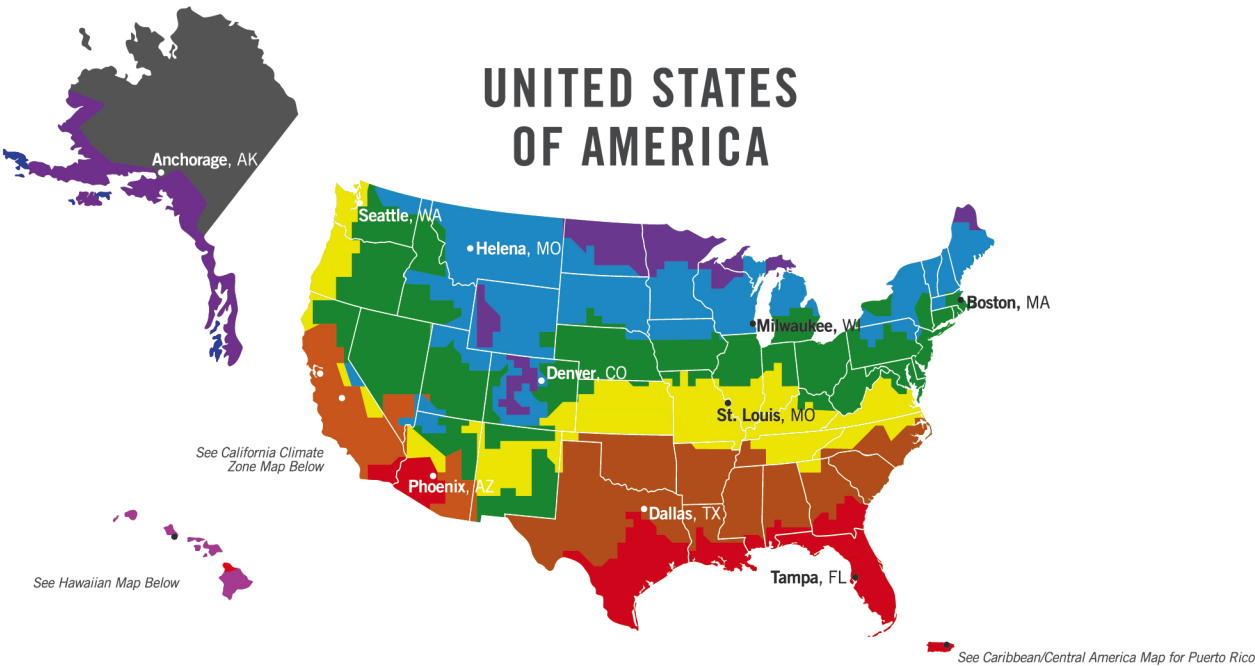 UNITED STATES
OF AMERICA
Anchorage, AK
Seattle, WA
Helena, MO
Boston, MA
Milwaukee, WI
Denver, CO
St. Louis, MO
See California Climate
Zone Map Below
Phoenix, AZ
Dallas, TX
See Hawaiian Map Below
Tampa, FL
See Caribbean/Central America Map for Puerto Rico